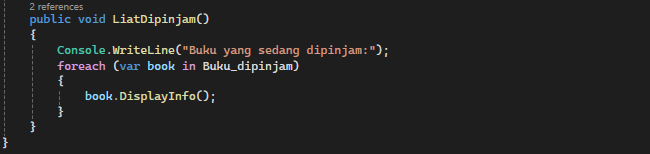 2 references
public void LiatDipinjam()
{
Console.WriteLine("Buku yang sedang dipinjam:");
foreach (var book in Buku_dipinjam)
{
book.DisplayInfo();
}
}
}